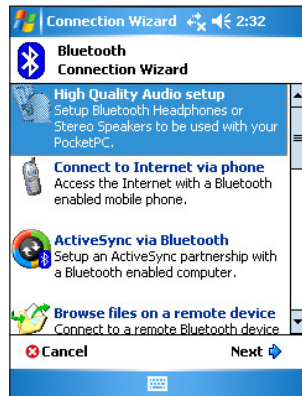 Connection Wizard 2:32
Bluetooth
Connection Wizard
High Quality Audio setup
Setup Bluetooth Headphones or
Stereo Speakers to be used with your
PocketPC.
Connect to Internet via phone
Access the Internet with a Bluetooth
enabled mobile phone.
ActiveSync via Bluetooth
Setup an ActiveSync partnership with
a Bluetooth enabled computer.
Browse files on a remote device
Connect to a remote Bluetooth device
Cancel Next